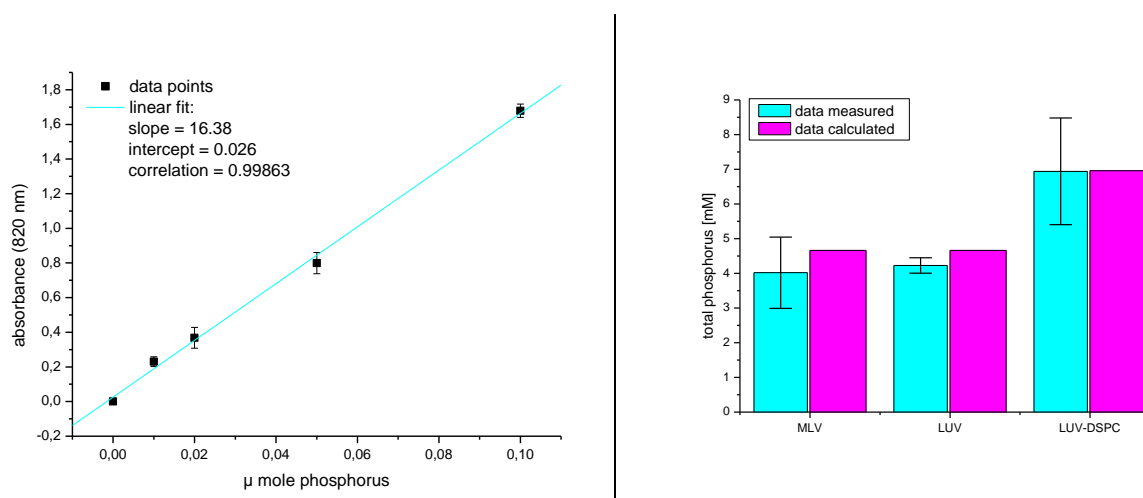 data points
linear fit:
slope = 16.38
intercept = 0.026
correlation = 0.99863
1,8
1,6
1,4
1,2
1,0
0,8
0,6
0,4
0,2
0,0
-0,2
absorbance (820 nm)
0,00
0,02
0,04
0,06
0,08
0,10
µ mole phosphorus
data measured
data calculated
9
8
7
6
5
4
3
2
1
0
total phosphorus [mM]
MLV
LUV
LUV-DSPC